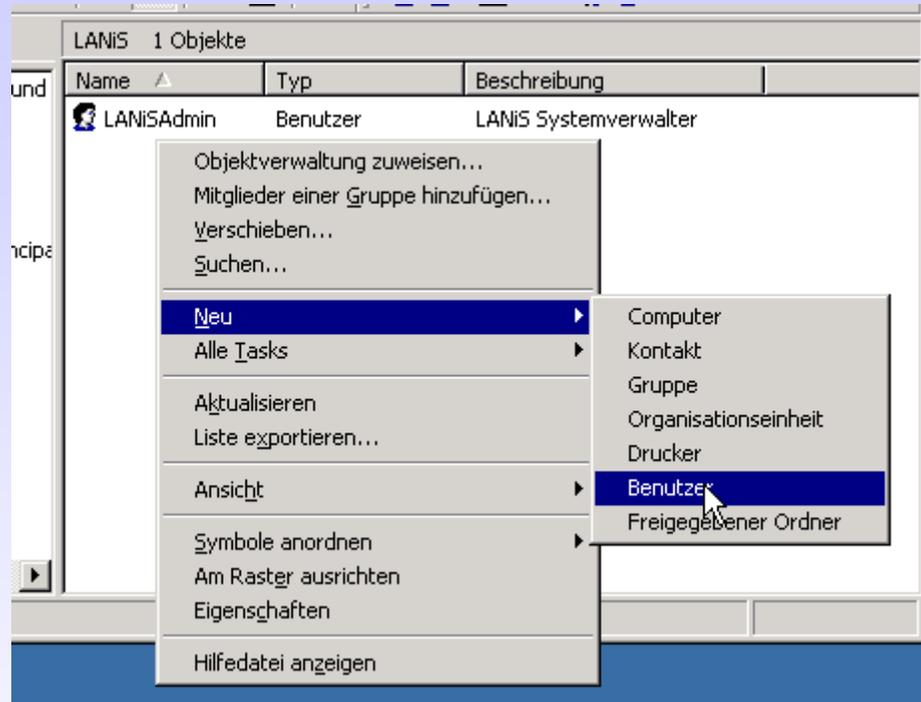 LANiS 1 Objekte
und
Name Typ Beschreibung
LANiSAdmin Benutzer LANiS Systemverwalter
Objektverwaltung zuweisen...
Mitglieder einer Gruppe hinzufügen...
Verschieben...
Suchen...
Neu
Alle Tasks
Aktualisieren
Liste exportieren...
Ansicht
Symbole anordnen
Am Raster ausrichten
Eigenschaften
Hilfedatei anzeigen
Computer
Kontakt
Gruppe
Organisationseinheit
Drucker
Benutzer
Freigegebener Ordner